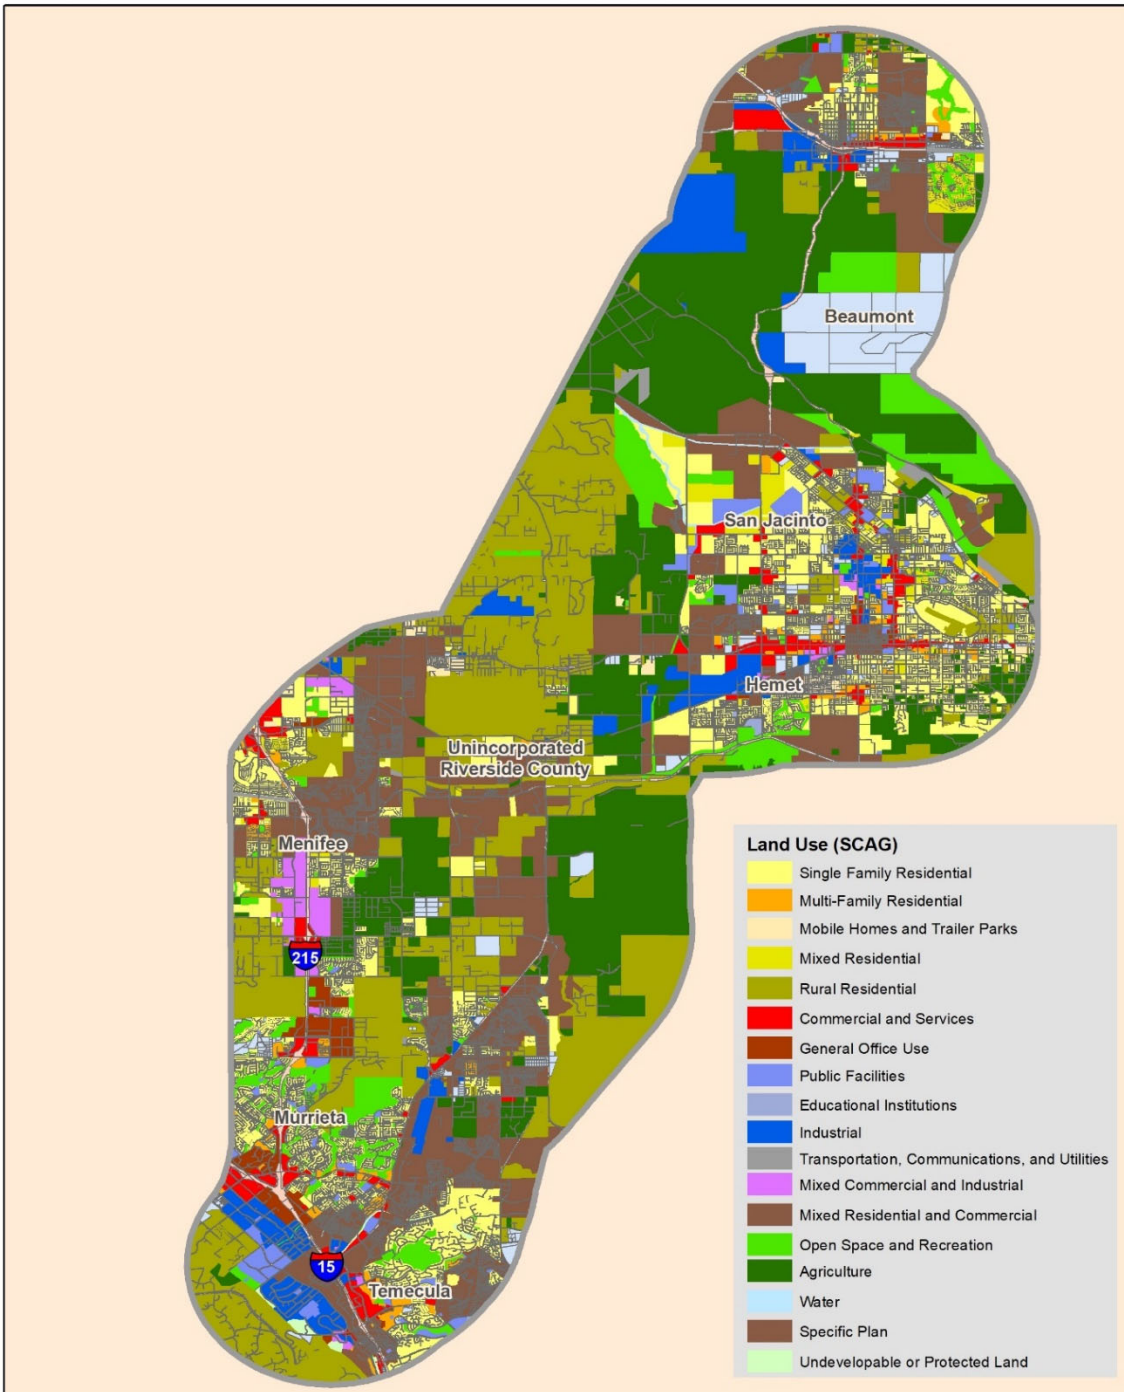 Beaumont
San Jacinto
Hemet
Unincorporated
Riverside County
Menifee
215
Murrieta
15
Temecula
Land Use (SCAG)
Single Family Residential
Multi-Family Residential
Mobile Homes and Trailer Parks
Mixed Residential
Rural Residential
Commercial and Services
General Office Use
Public Facilities
Educational Institutions
Industrial
Transportation, Communications, and Utilities
Mixed Commercial and Industrial
Mixed Residential and Commercial
Open Space and Recreation
Agriculture
Water
Specific Plan
Undevelopable or Protected Land